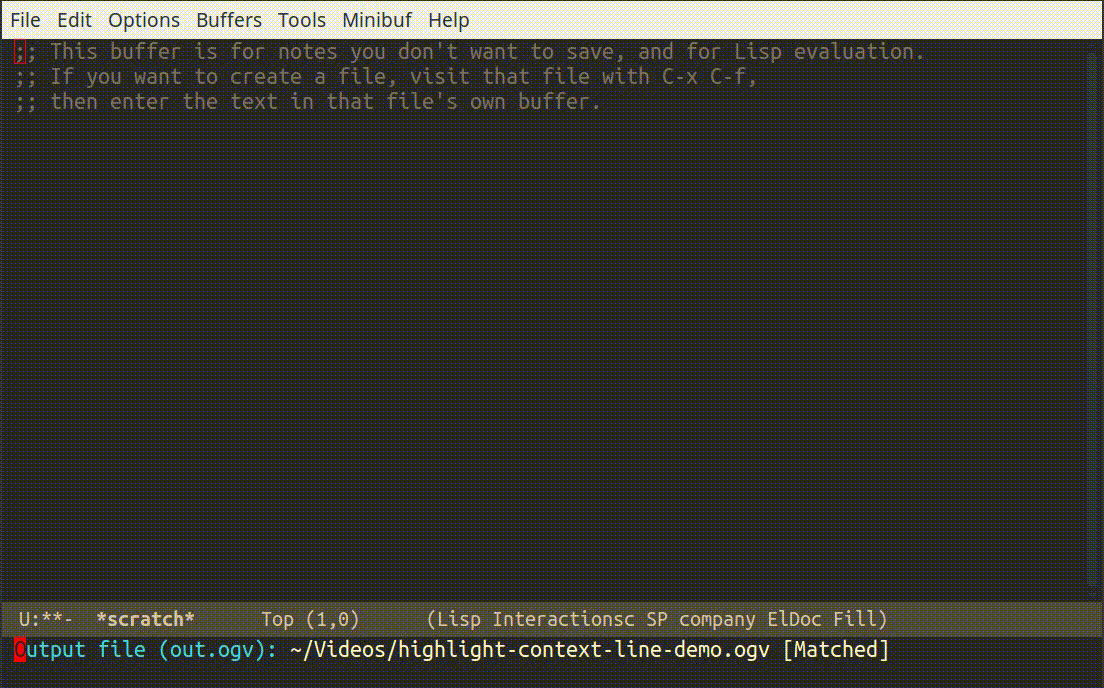 File Edit Options Buffers Tools Minibuf Help
;; This buffer is for notes you don't want to save, and for Lisp evaluation.
;; If you want to create a file, visit that file with C-x C-f,
;; then enter the text in that file's own buffer.
U:**-  *scratch*      Top (1,0)      (Lisp Interactionsc SP company ElDoc Fill)
Output file (out.ogv): ~/Videos/highlight-context-line-demo.ogv [Matched]